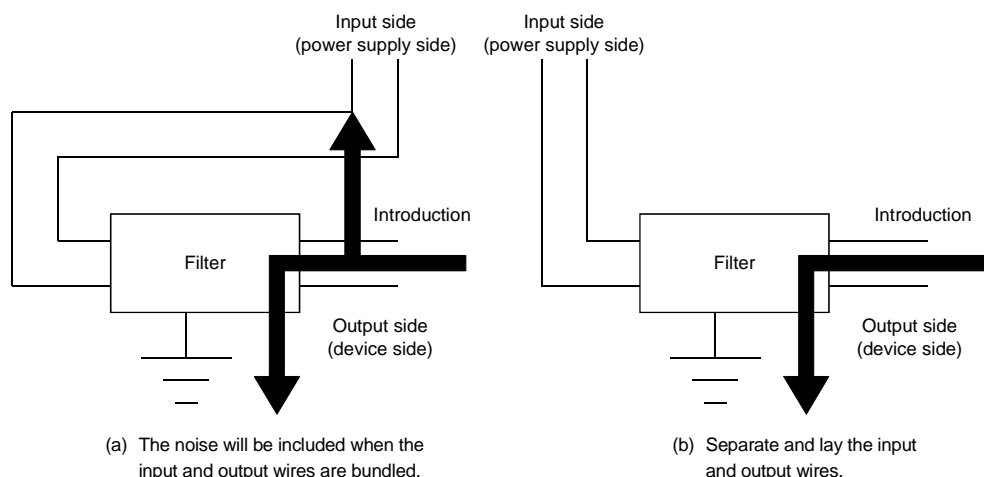 Input side
(power supply side)
Introduction
Filter
Output side
(device side)
(a) The noise will be included when the
input and output wires are bundled.
Input side
(power supply side)
Introduction
Filter
Output side
(device side)
(b) Separate and lay the input
and output wires.